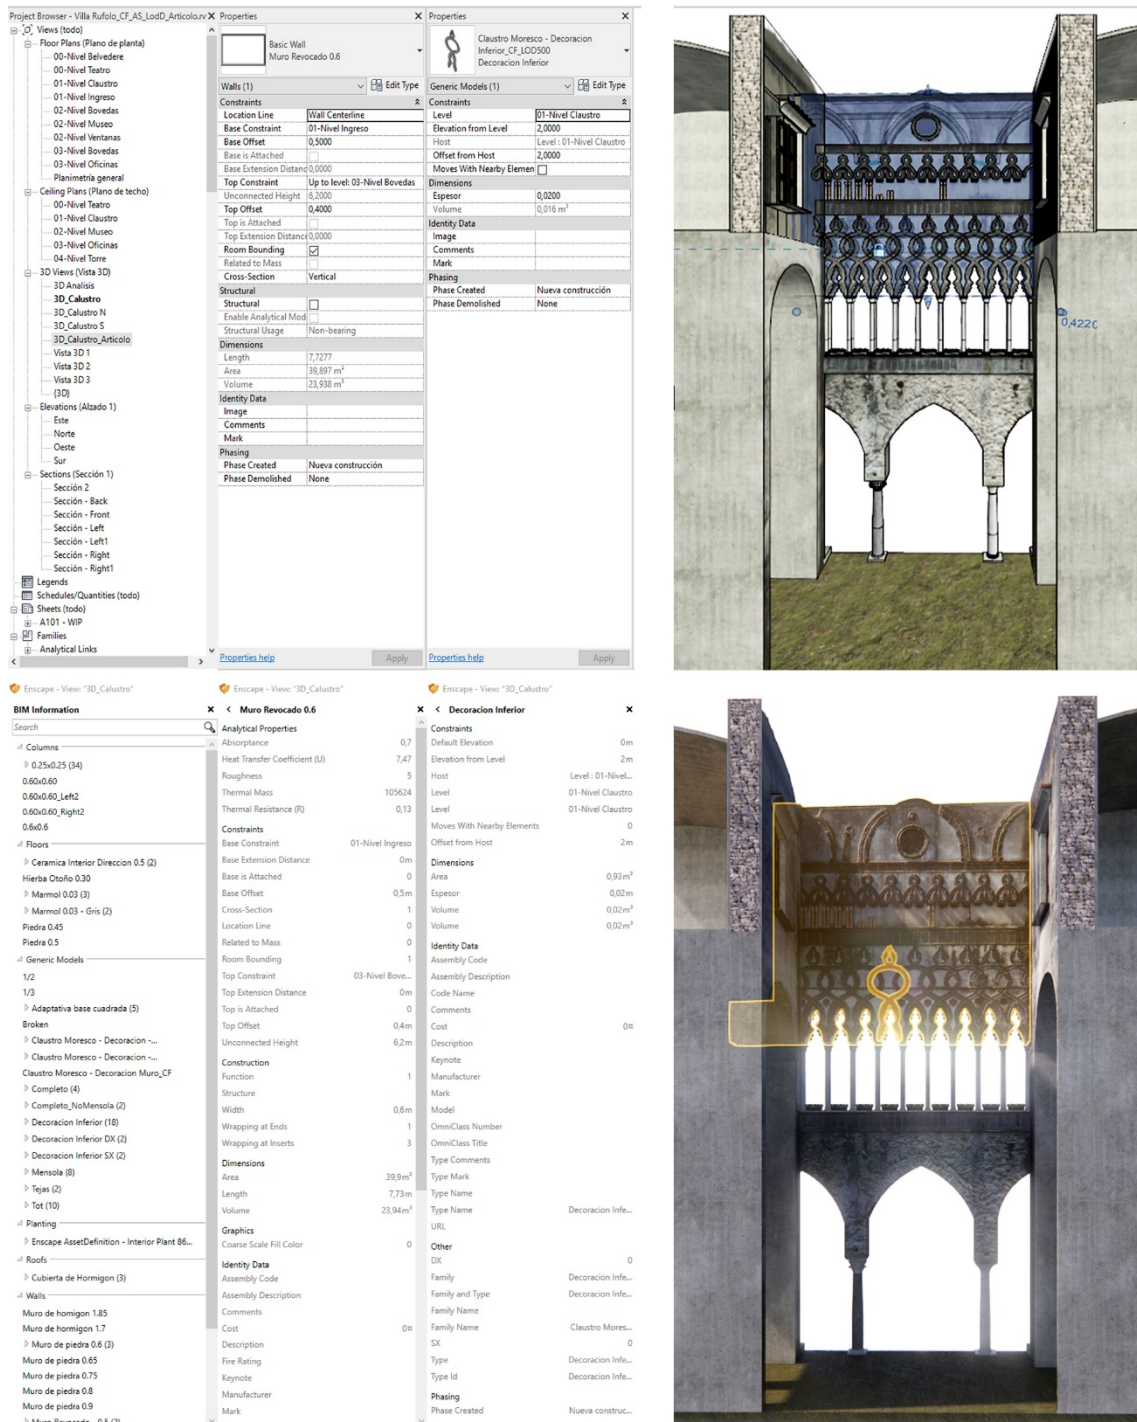 Project Browser - Villa Rufolo_CF_AS_LodD_Articolo.rv
Views (todo)
Floor Plans (Plano de planta)
00-Nivel Belvedere
00-Nivel Teatro
01-Nivel Claustro
01-Nivel Ingreso
02-Nivel Bovedas
02-Nivel Museo
02-Nivel Ventanas
03-Nivel Bovedas
03-Nivel Oficinas
Planimetría general
Ceiling Plans (Plano de techo)
00-Nivel Teatro
01-Nivel Claustro
02-Nivel Museo
03-Nivel Oficinas
04-Nivel Torre
3D Views (Vista 3D)
3D Analisis
3D_Calustro
3D_Calustro N
3D_Calustro S
3D_Calustro_Articolo
Vista 3D 1
Vista 3D 2
Vista 3D 3
{3D}
Elevations (Alzado 1)
Este
Norte
Oeste
Sur
Sections (Sección 1)
Sección 2
Sección - Back
Sección - Front
Sección - Left
Sección - Left1
Sección - Right
Sección - Right1
Legends
Schedules/Quantities (todo)
Sheets (todo)
A101 - WIP
Families
Analytical Links
Properties
Basic Wall
Muro Revocado 0.6
Walls (1) Edit Type
Constraints
Location Line Wall Centerline
Base Constraint 01-Nivel Ingreso
Base Offset 0,5000
Base is Attached
Base Extension Distanc 0,0000
Top Constraint Up to level: 03-Nivel Bovedas
Unconnected Height 6,2000
Top Offset 0,4000
Top is Attached
Top Extension Distance 0,0000
Room Bounding
Related to Mass
Cross-Section Vertical
Structural
Structural
Enable Analytical Mod
Structural Usage Non-bearing
Dimensions
Length 7,7277
Area 39,897 m²
Volume 23,938 m³
Identity Data
Image
Comments
Mark
Phasing
Phase Created Nueva construcción
Phase Demolished None
Properties help Apply
Properties
Claustro Moresco - Decoracion
Inferior_CF_LOD500
Decoracion Inferior
Generic Models (1) Edit Type
Constraints
Level 01-Nivel Claustro
Elevation from Level 2,0000
Host Level : 01-Nivel Claustro
Offset from Host 2,0000
Moves With Nearby Elemen
Dimensions
Espesor 0,0200
Volume 0,016 m³
Identity Data
Image
Comments
Mark
Phasing
Phase Created Nueva construcción
Phase Demolished None
Properties help Apply
0,422
Enscape - View: "3D_Calustro"
BIM Information
Search
Columns
0.25x0.25 (34)
0.60x0.60
0.60x0.60_Left2
0.60x0.60_Right2
0.6x0.6
Floors
Ceramica Interior Direccion 0.5 (2)
Hierba Otoño 0.30
Marmol 0.03 (3)
Marmol 0.03 - Gris (2)
Piedra 0.45
Piedra 0.5
Generic Models
1/2
1/3
Adaptativa base cuadrada (5)
Broken
Claustro Moresco - Decoracion -...
Claustro Moresco - Decoracion -...
Claustro Moresco - Decoracion Muro_CF
Completo (4)
Completo_NoMensola (2)
Decoracion Inferior (18)
Decoracion Inferior DX (2)
Decoracion Inferior SX (2)
Mensola (8)
Tejas (2)
Tot (10)
Planting
Enscape AssetDefinition - Interior Plant 86...
Roofs
Cubierta de Hormigon (3)
Walls
Muro de homigon 1.85
Muro de hormigon 1.7
Muro de piedra 0.6 (3)
Muro de piedra 0.65
Muro de piedra 0.75
Muro de piedra 0.8
Muro de piedra 0.9
Enscape - View: "3D_Calustro"
Muro Revocado 0.6
Analytical Properties
Absorptance 0,7
Heat Transfer Coefficient (U) 7,47
Roughness 5
Thermal Mass 105624
Thermal Resistance (R) 0,13
Constraints
Base Constraint 01-Nivel Ingreso
Base Extension Distance 0m
Base is Attached 0
Base Offset 0,5m
Cross-Section 1
Location Line 0
Related to Mass 0
Room Bounding 1
Top Constraint 03-Nivel Bove...
Top Extension Distance 0m
Top is Attached 0
Top Offset 0,4m
Unconnected Height 6,2m
Construction
Function 1
Structure
Width 0,6m
Wrapping at Ends 1
Wrapping at Inserts 3
Dimensions
Area 39,9m²
Length 7,73m
Volume 23,94m³
Graphics
Coarse Scale Fill Color 0
Identity Data
Assembly Code
Assembly Description
Comments
Cost 0¤
Description
Fire Rating
Keynote
Manufacturer
Mark
Enscape - View: "3D_Calustro"
Decoracion Inferior
Constraints
Default Elevation 0m
Elevation from Level 2m
Host Level : 01-Nivel...
Level 01-Nivel Claustro
Level 01-Nivel Claustro
Moves With Nearby Elements 0
Offset from Host 2m
Dimensions
Area 0,93m²
Espesor 0,02m
Volume 0,02m³
Volume 0,02m³
Identity Data
Assembly Code
Assembly Description
Code Name
Comments
Cost 0¤
Description
Keynote
Manufacturer
Mark
Model
OmniClass Number
OmniClass Title
Type Comments
Type Mark
Type Name
Type Name Decoracion Infe...
URL
Other
DX 0
Family Decoracion Infe...
Family and Type Decoracion Infe...
Family Name
Family Name Claustro Mores...
SX 0
Type Decoracion Infe...
Type Id Decoracion Infe...
Phasing
Phase Created Nueva construc...